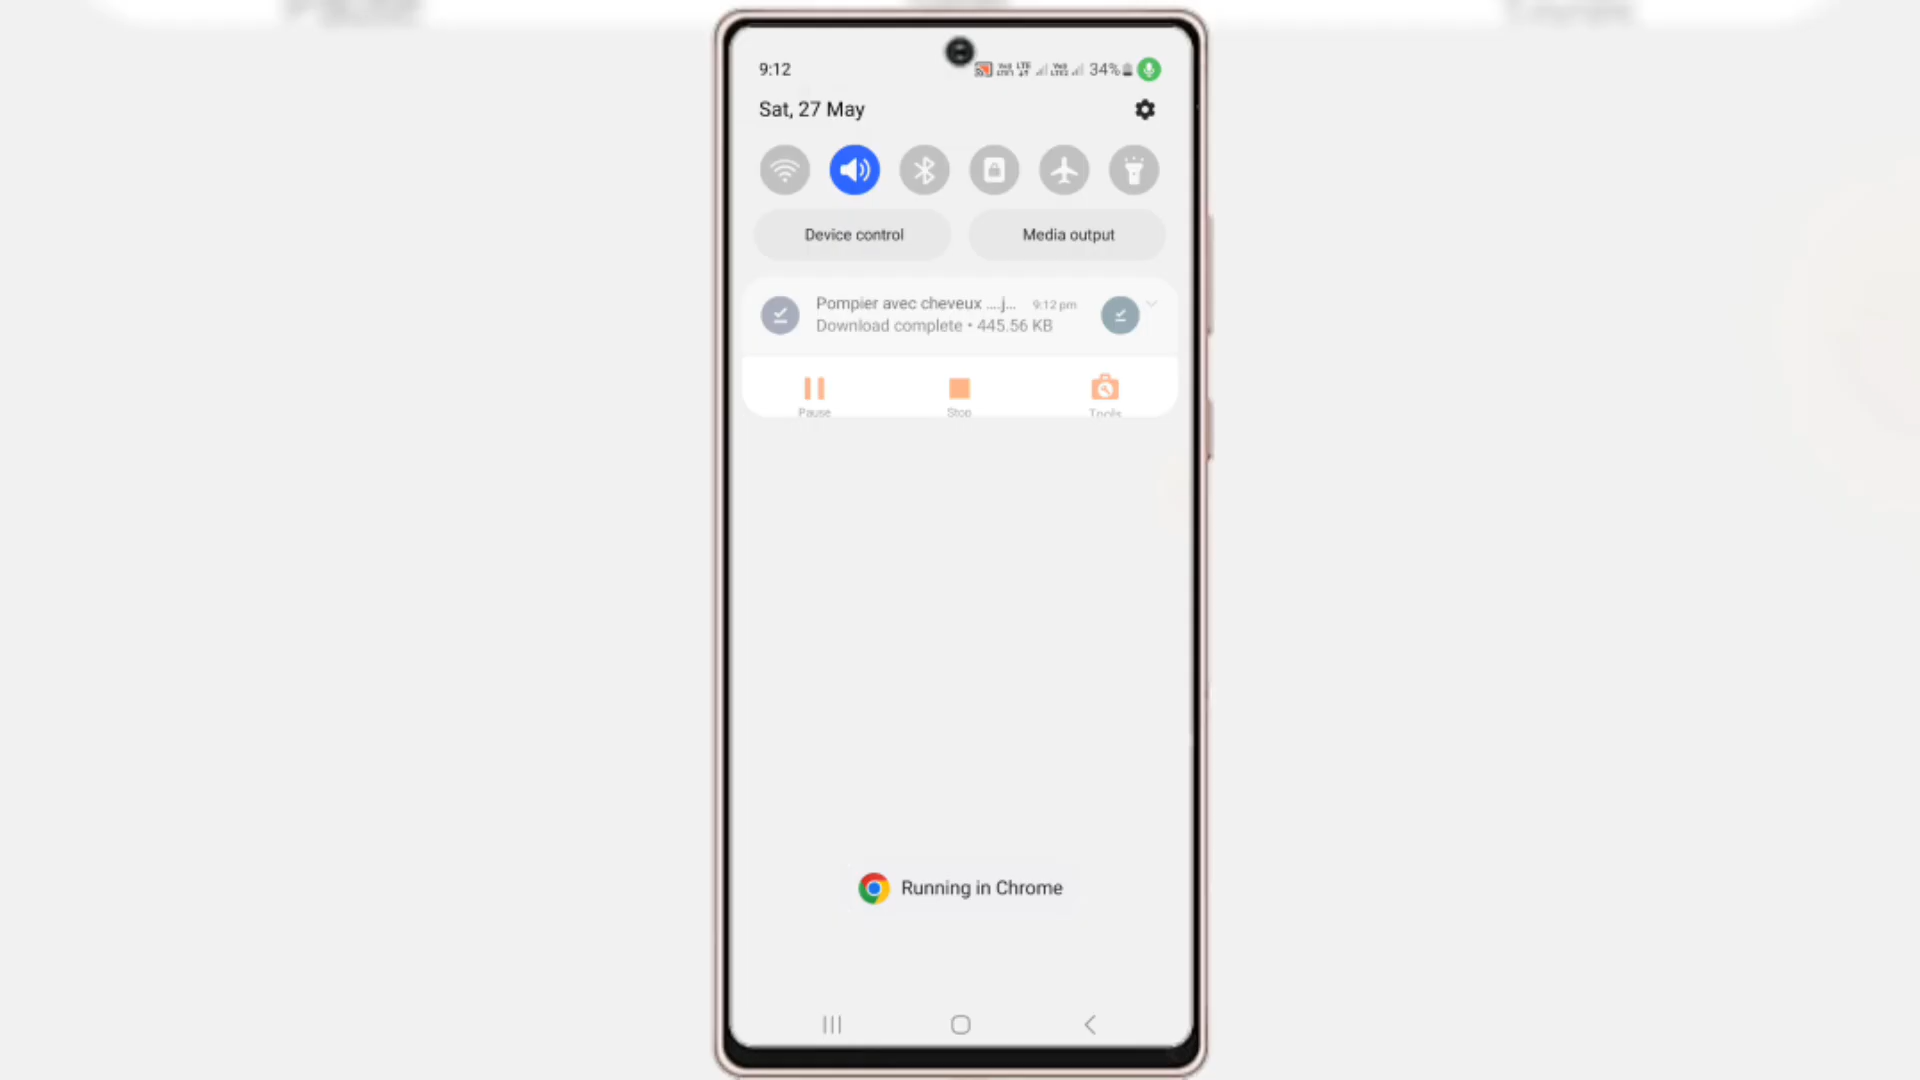 9:12
34%
Sat, 27 May
Device control
Media output
Pompier avec cheveux ....j... 9:12 pm
Download complete • 445.56 KB
Pause
Stop
Tools
Running in Chrome